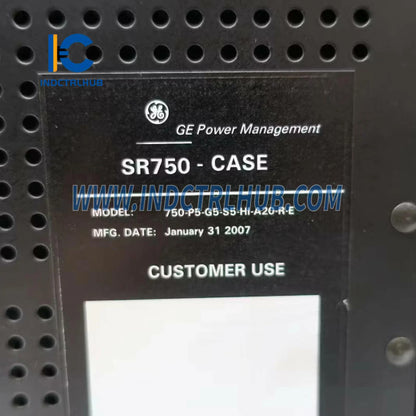 INDCTRLHUB
GE Power Management
SR750 - CASE
WWW.INDCTRLHUB.COM
MODEL: 750-P5-G5-S5-HI-A20-R-E
MFG. DATE: January 31 2007
CUSTOMER USE